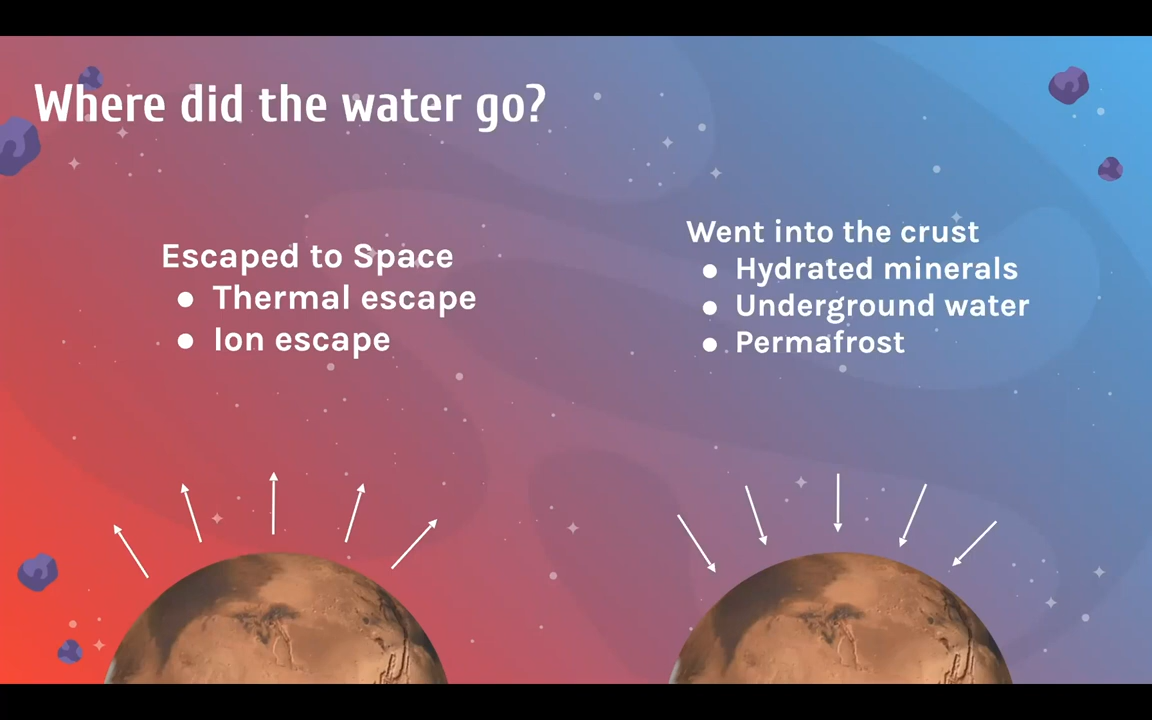 Where did the water go?
Escaped to Space
● Thermal escape
● Ion escape
Went into the crust
● Hydrated minerals
● Underground water
● Permafrost